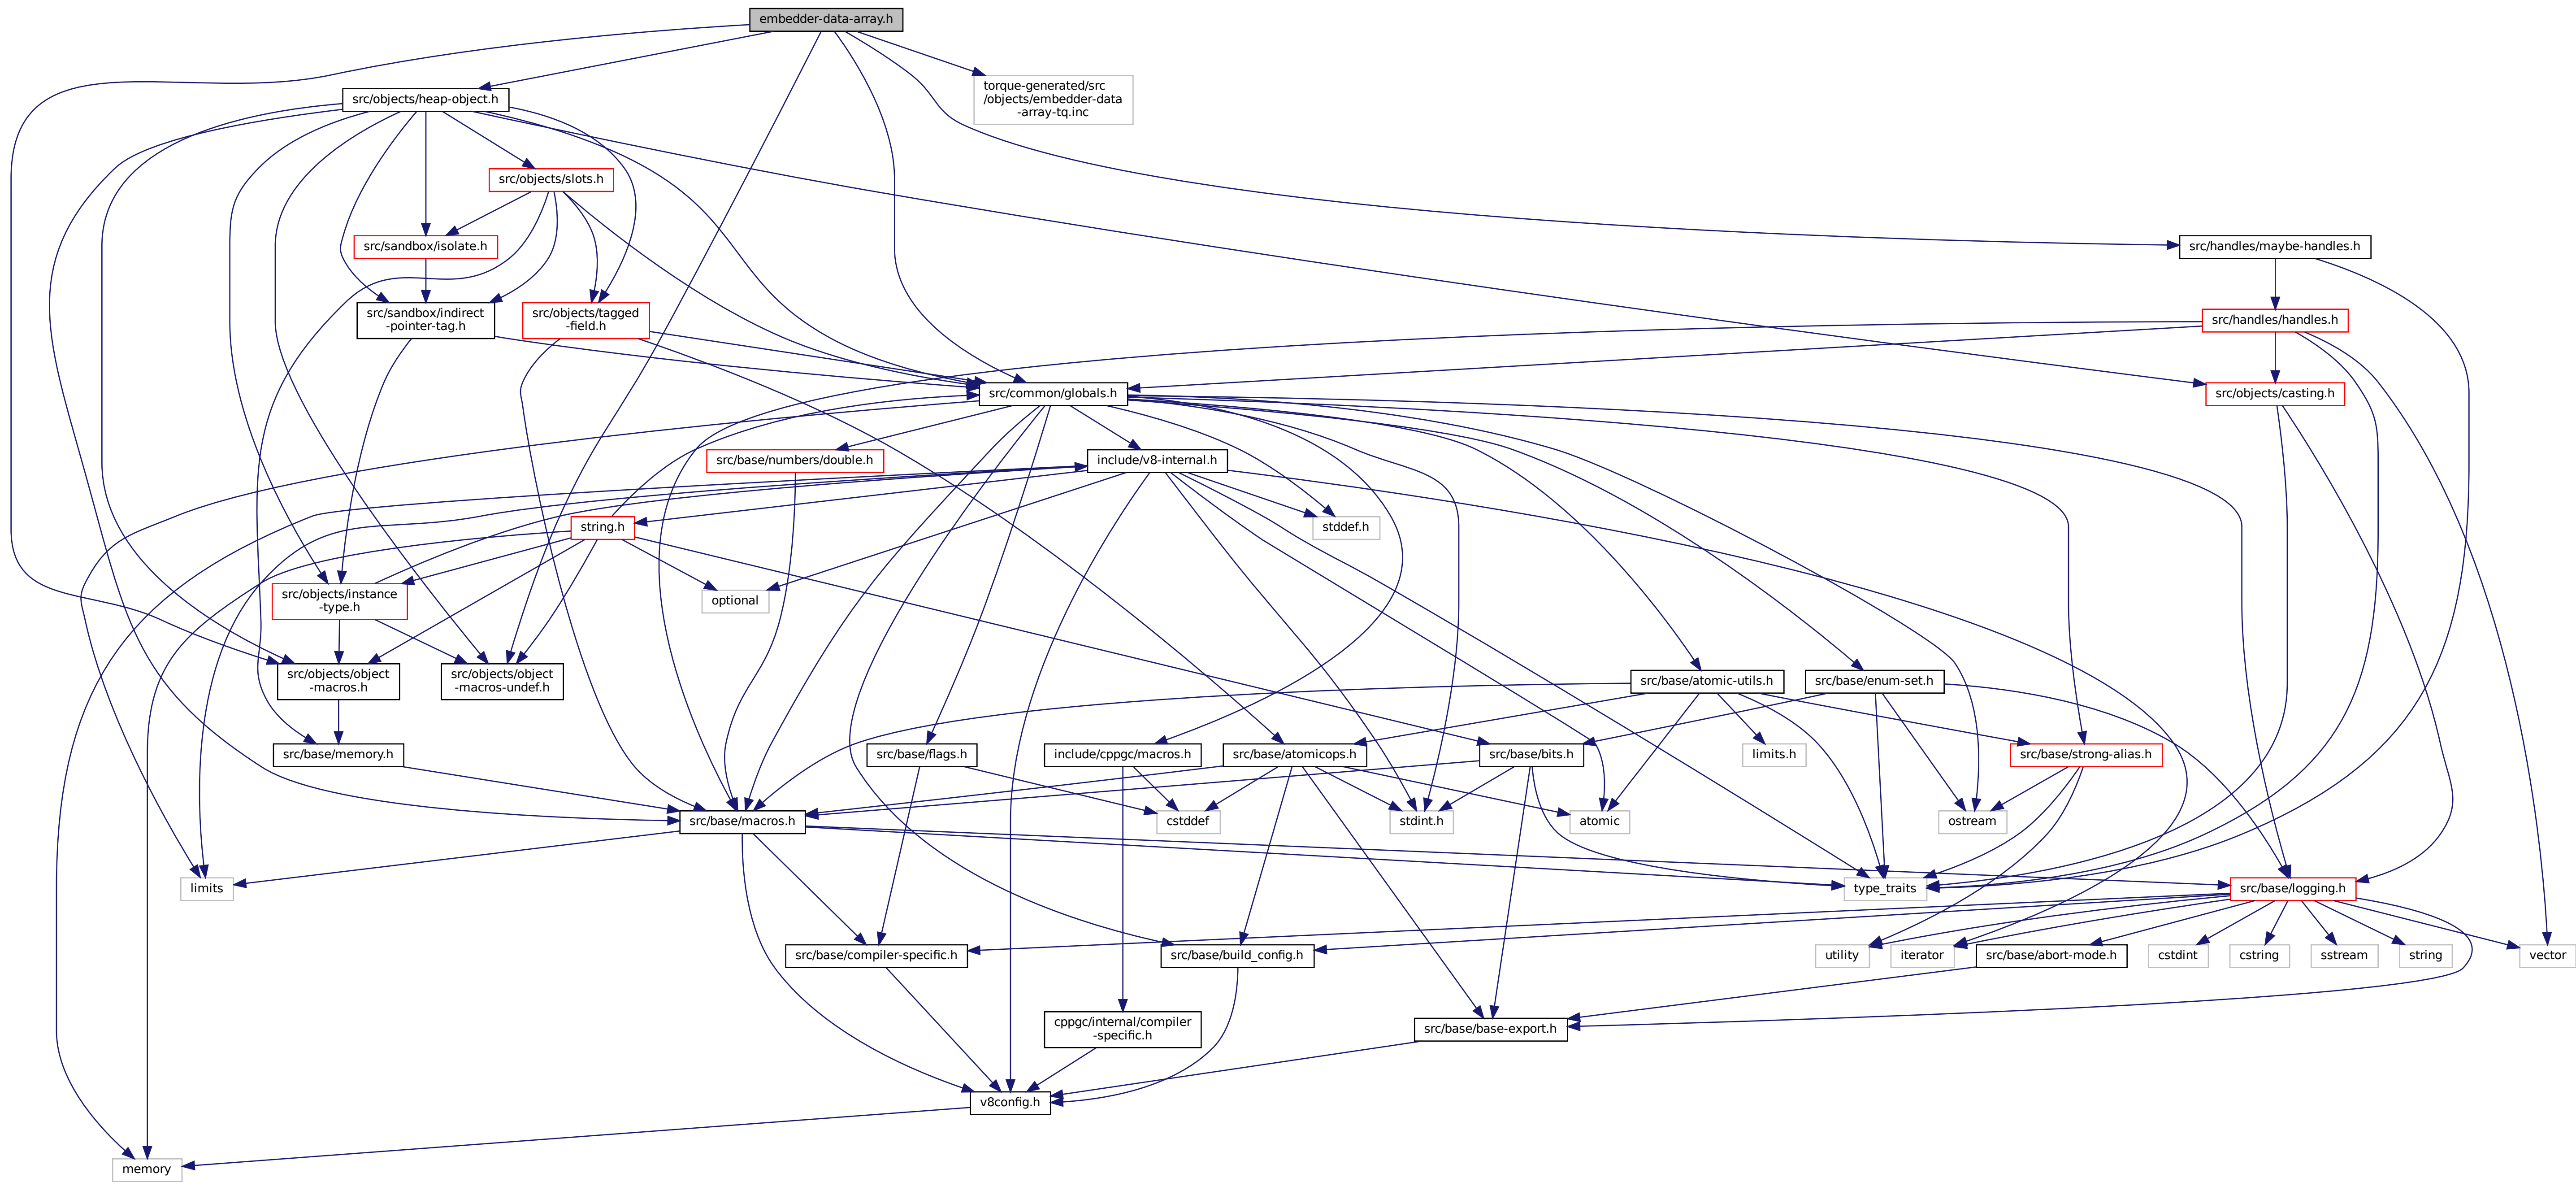 embedder-data-array.h
src/objects/heap-object.h
torque-generated/src
/objects/embedder-data
-array-tq.inc
src/objects/slots.h
src/sandbox/isolate.h
src/handles/maybe-handles.h
src/sandbox/indirect
-pointer-tag.h
src/objects/tagged
-field.h
src/handles/handles.h
src/common/globals.h
src/objects/casting.h
src/base/numbers/double.h
include/v8-internal.h
string.h
stddef.h
src/objects/instance
-type.h
optional
src/objects/object
-macros.h
src/objects/object
-macros-undef.h
src/base/atomic-utils.h
src/base/enum-set.h
src/base/memory.h
src/base/flags.h
include/cppgc/macros.h
src/base/atomicops.h
src/base/bits.h
limits.h
src/base/strong-alias.h
src/base/macros.h
cstddef
stdint.h
atomic
ostream
limits
type_traits
src/base/logging.h
src/base/compiler-specific.h
src/base/build_config.h
utility
iterator
src/base/abort-mode.h
cstdint
cstring
sstream
string
vector
cppgc/internal/compiler
-specific.h
src/base/base-export.h
v8config.h
memory